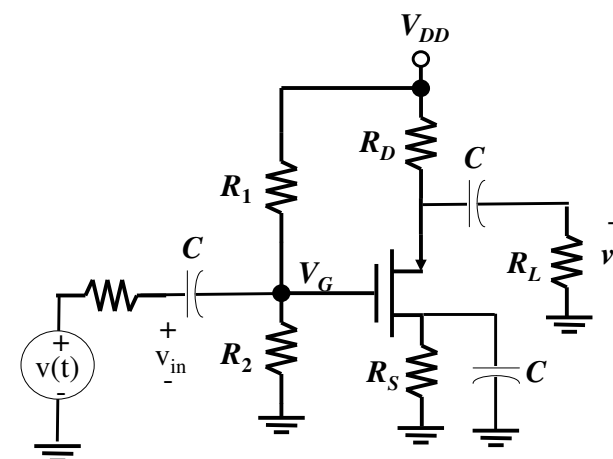 V_DD
R_D
C
R_1
C
V_G
R_L
-
v
+
v(t)
-
+
v_in
-
R_2
R_S
C